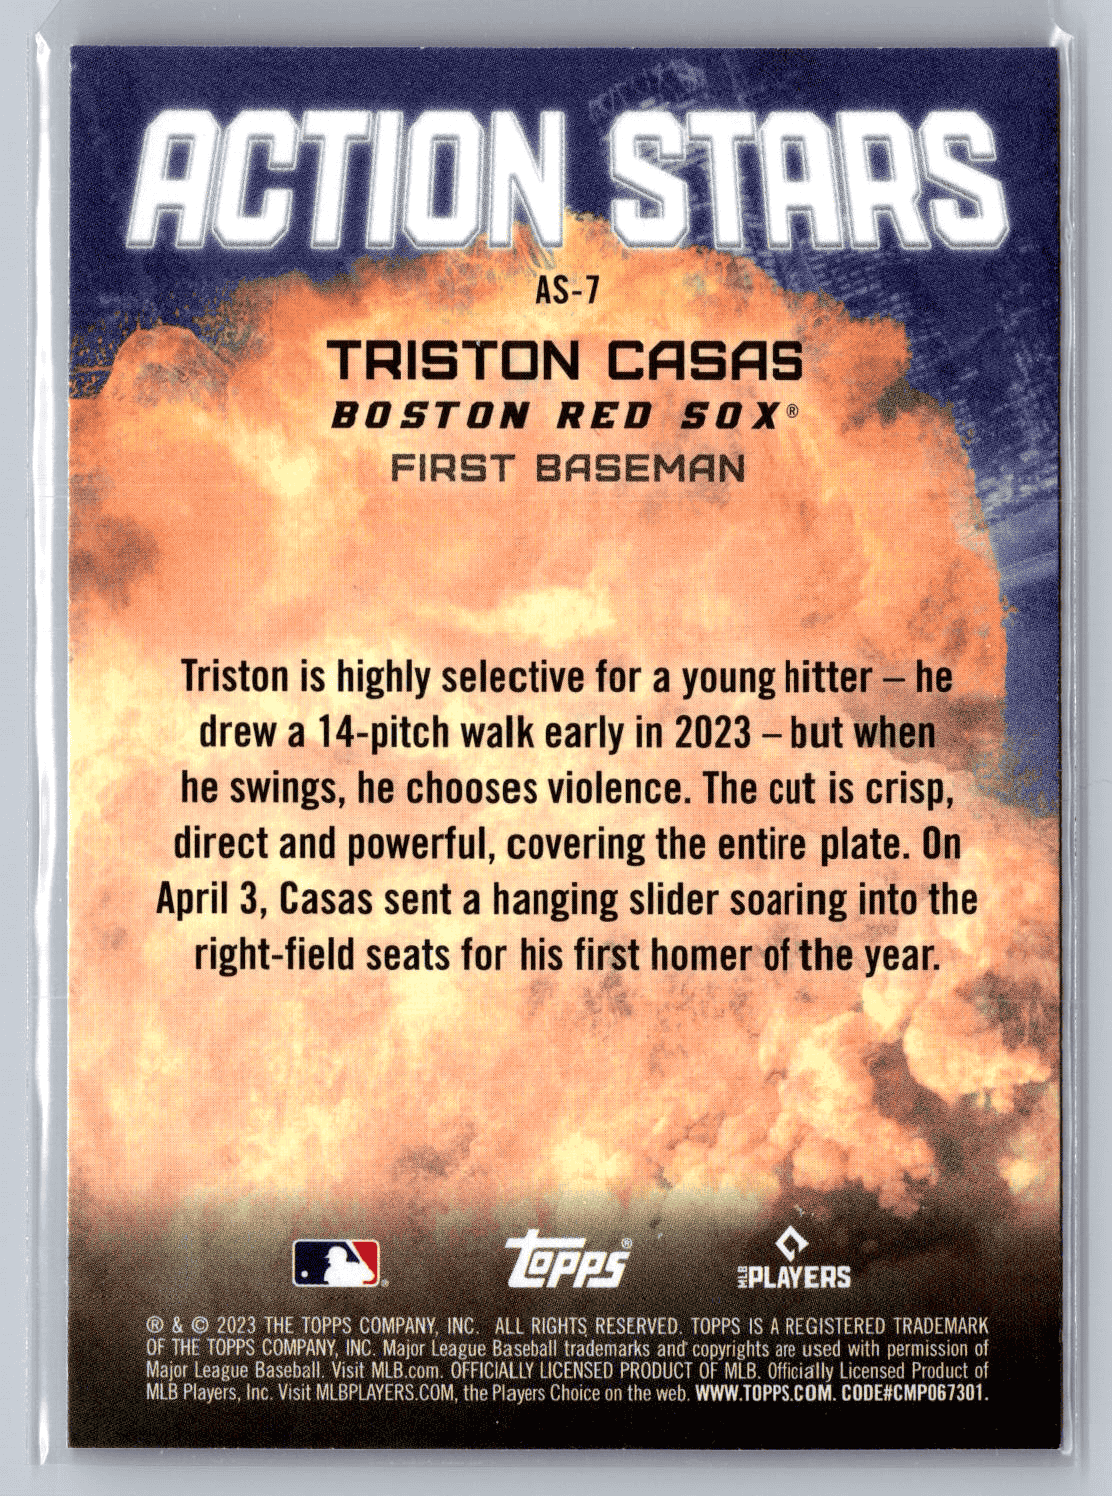 ACTION STARS
AS-7
TRISTON CASAS
BOSTON RED SOX®
FIRST BASEMAN
Triston is highly selective for a young hitter – he
drew a 14-pitch walk early in 2023 – but when
he swings, he chooses violence. The cut is crisp,
direct and powerful, covering the entire plate. On
April 3, Casas sent a hanging slider soaring into the
right-field seats for his first homer of the year.
topps® MLB PLAYERS
® & © 2023 THE TOPPS COMPANY, INC. ALL RIGHTS RESERVED. TOPPS IS A REGISTERED TRADEMARK
OF THE TOPPS COMPANY, INC. Major League Baseball trademarks and copyrights are used with permission of
Major League Baseball. Visit MLB.com. OFFICIALLY LICENSED PRODUCT OF MLB. Officially Licensed Product of
MLB Players, Inc. Visit MLBPLAYERS.COM, the Players Choice on the web. WWW.TOPPS.COM. CODE#CMP067301.